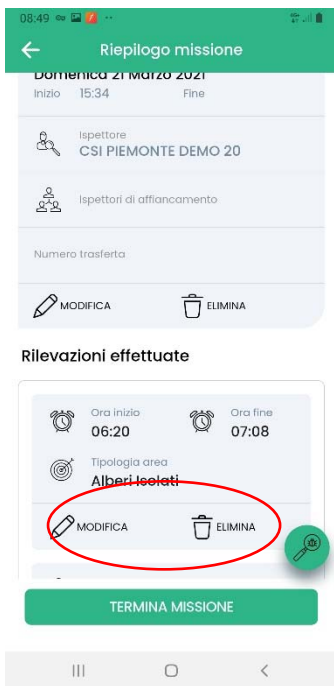 08:49
Riepilogo missione
Domenica 21 Marzo 2021
Inizio 15:34 Fine
Ispettore
CSI PIEMONTE DEMO 20
Ispettori di affiancamento
Numero trasferta
MODIFICA ELIMINA
Rilevazioni effettuate
Ora inizio Ora fine
06:20 07:08
Tipologia area
Alberi Isolati
MODIFICA ELIMINA
TERMINA MISSIONE